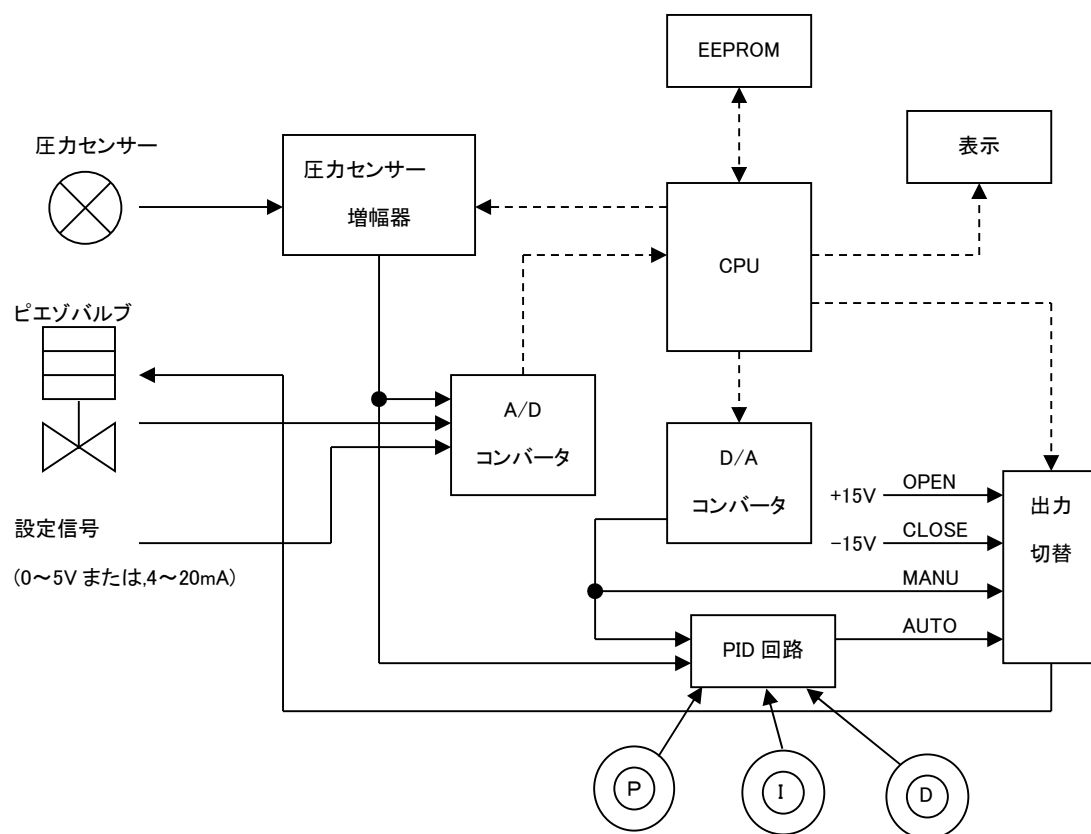 EEPROM
表示
圧力センサー
圧力センサー
増幅器
CPU
ピエゾバルブ
A/D
コンバータ
D/A
コンバータ
+15V
OPEN
出力
切替
-15V
CLOSE
設定信号
(0~5V または,4~20mA)
MANU
AUTO
PID 回路
P
I
D